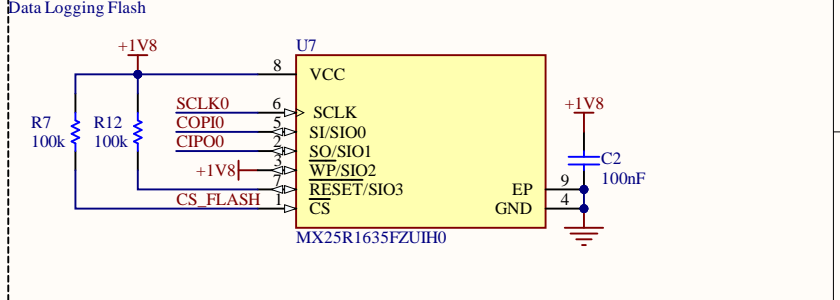 Data Logging Flash
+1V8
U7
8
VCC
SCLK0
6
SCLK
R7
100k
R12
100k
COPI0
5
SI/SIO0
CIPO0
2
SO/SIO1
+1V8
3
WP/SIO2
7
RESET/SIO3
CS_FLASH
1
CS
EP
9
GND
4
+1V8
C2
100nF
MX25R1635FZUIH0